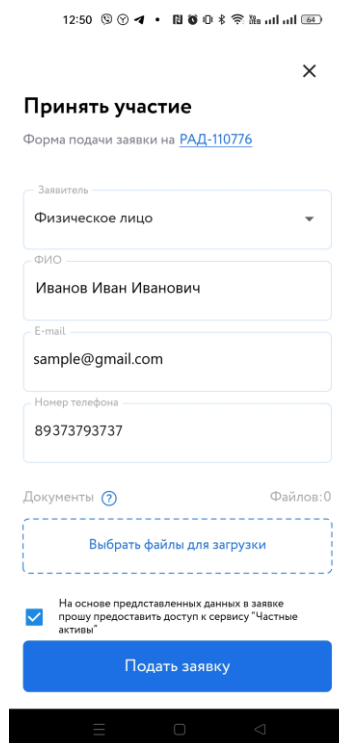 12:50
64
Принять участие
Форма подачи заявки на РАД-110776
Заявитель
Физическое лицо
ФИО
Иванов Иван Иванович
E-mail
sample@gmail.com
Номер телефона
89373793737
Документы ? Файлов:0
Выбрать файлы для загрузки
На основе предлставленных данных в заявке
прошу предоставить доступ к сервису "Частные
активы"
Подать заявку